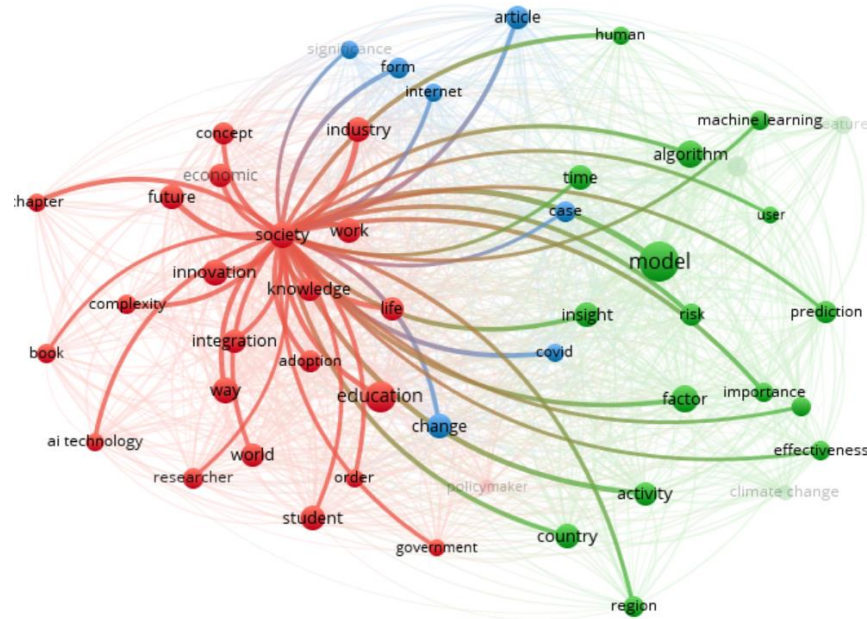 article
human
significance
form
internet
machine learning
feature
concept
industry
algorithm
economic
time
chapter
future
case
user
society
work
model
innovation
knowledge
complexity
life
insight
risk
prediction
integration
book
adoption
covid
way
education
factor
importance
change
ai technology
world
effectiveness
researcher
order
policymaker
activity
climate change
student
country
government
region